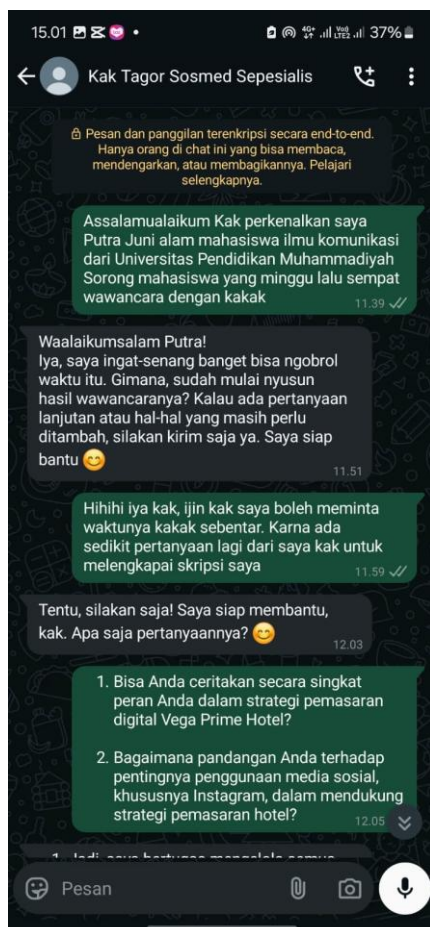 15.01
37%
Kak Tagor Sosmed Sepesialis
Pesan dan panggilan terenkripsi secara end-to-end.
Hanya orang di chat ini yang bisa membaca,
mendengarkan, atau membagikannya. Pelajari
selengkapnya.
Assalamualaikum Kak perkenalkan saya
Putra Juni alam mahasiswa ilmu komunikasi
dari Universitas Pendidikan Muhammadiyah
Sorong mahasiswa yang minggu lalu sempat
wawancara dengan kakak
11.39
Waalaikumsalam Putra!
Iya, saya ingat-senang banget bisa ngobrol
waktu itu. Gimana, sudah mulai nyusun
hasil wawancaranya? Kalau ada pertanyaan
lanjutan atau hal-hal yang masih perlu
ditambah, silakan kirim saja ya. Saya siap
bantu 😊
11.51
Hihihi iya kak, ijin kak saya boleh meminta
waktunya kakak sebentar. Karna ada
sedikit pertanyaan lagi dari saya kak untuk
melengkapai skripsi saya
11.59
Tentu, silakan saja! Saya siap membantu,
kak. Apa saja pertanyaannya? 😊
12.03
1. Bisa Anda ceritakan secara singkat
peran Anda dalam strategi pemasaran
digital Vega Prime Hotel?
2. Bagaimana pandangan Anda terhadap
pentingnya penggunaan media sosial,
khususnya Instagram, dalam mendukung
strategi pemasaran hotel?
12.05
Pesan